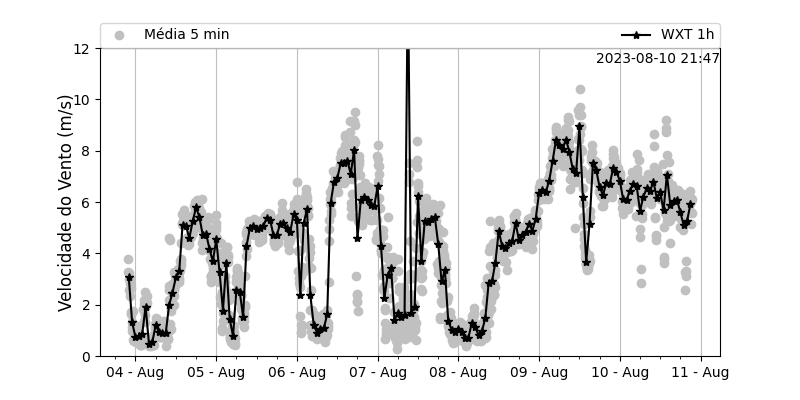 Média 5 min
WXT 1h
2023-08-10 21:47
12
10
8
6
4
2
0
Velocidade do Vento (m/s)
04 - Aug 05 - Aug 06 - Aug 07 - Aug 08 - Aug 09 - Aug 10 - Aug 11 - Aug